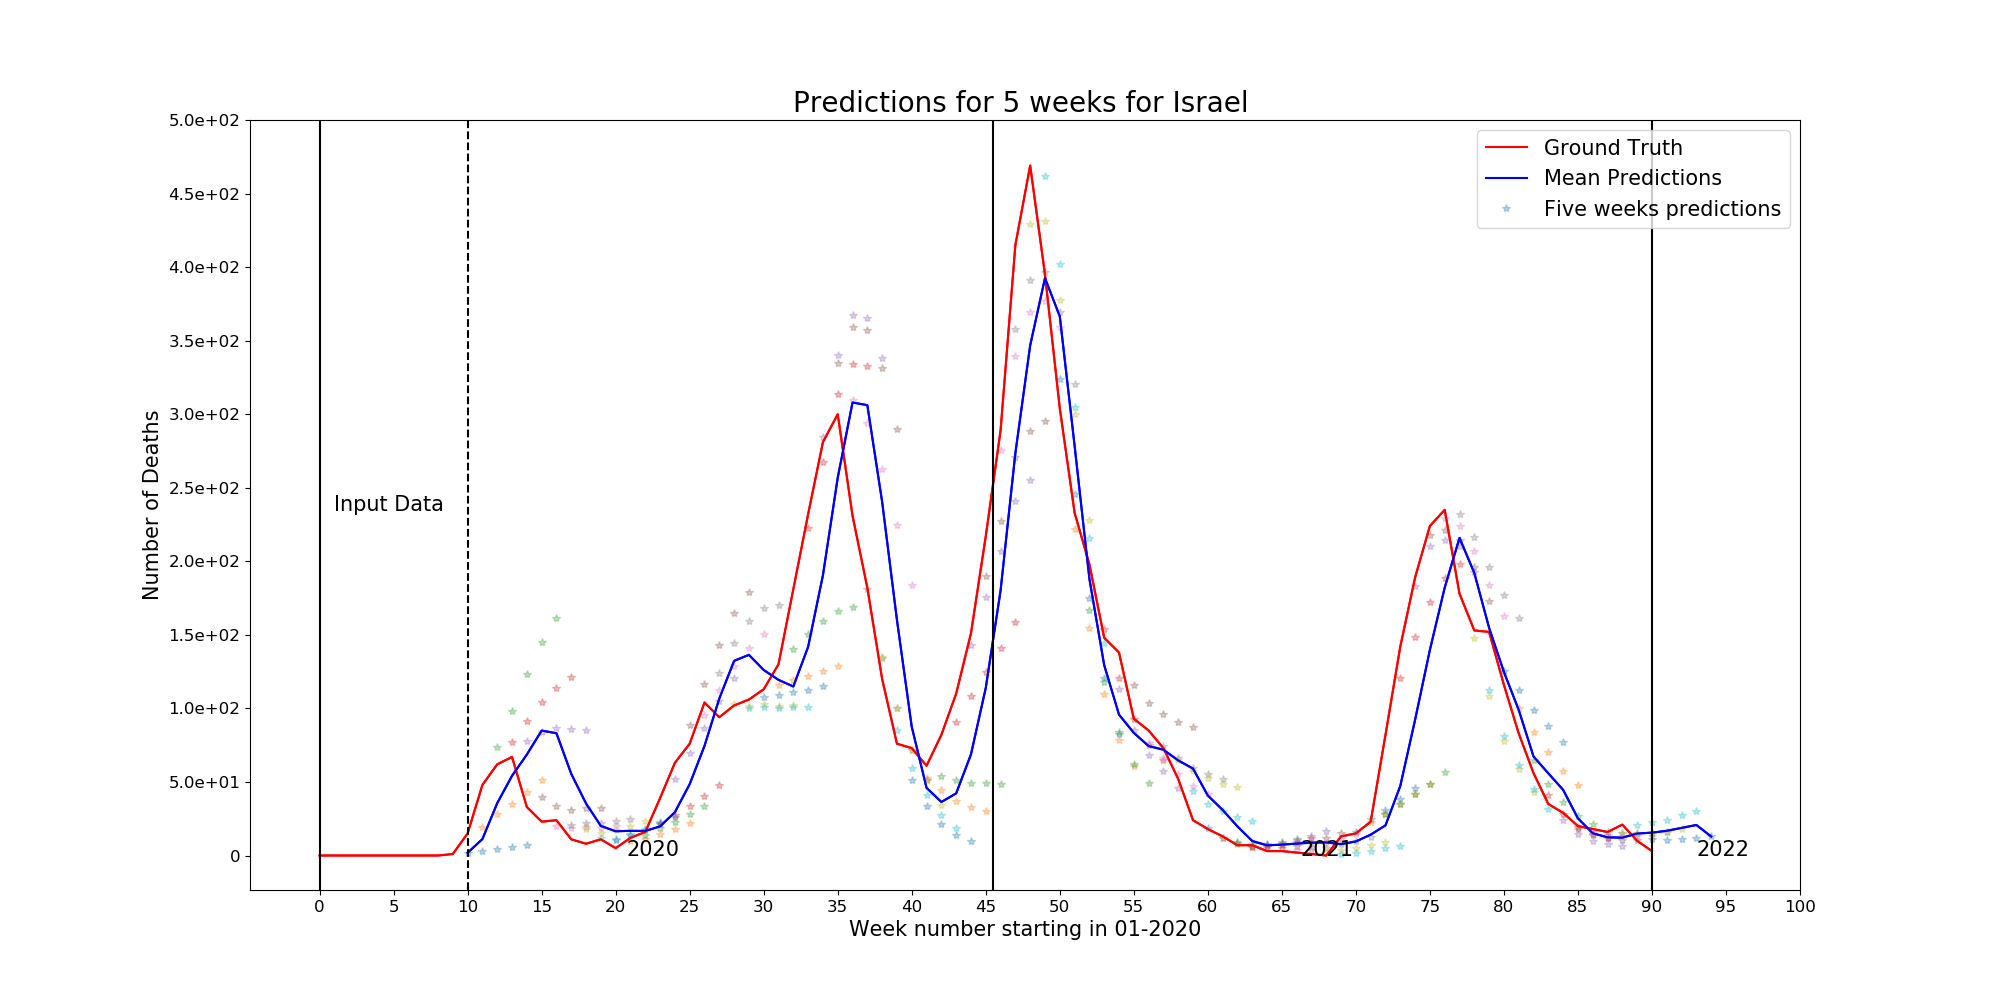 Predictions for 5 weeks for Israel
5.0e+02
4.5e+02
4.0e+02
3.5e+02
3.0e+02
2.5e+02
2.0e+02
1.5e+02
1.0e+02
5.0e+01
0
Number of Deaths
Ground Truth
Mean Predictions
Five weeks predictions
Input Data
2020
2021
2022
0 5 10 15 20 25 30 35 40 45 50 55 60 65 70 75 80 85 90 95 100
Week number starting in 01-2020